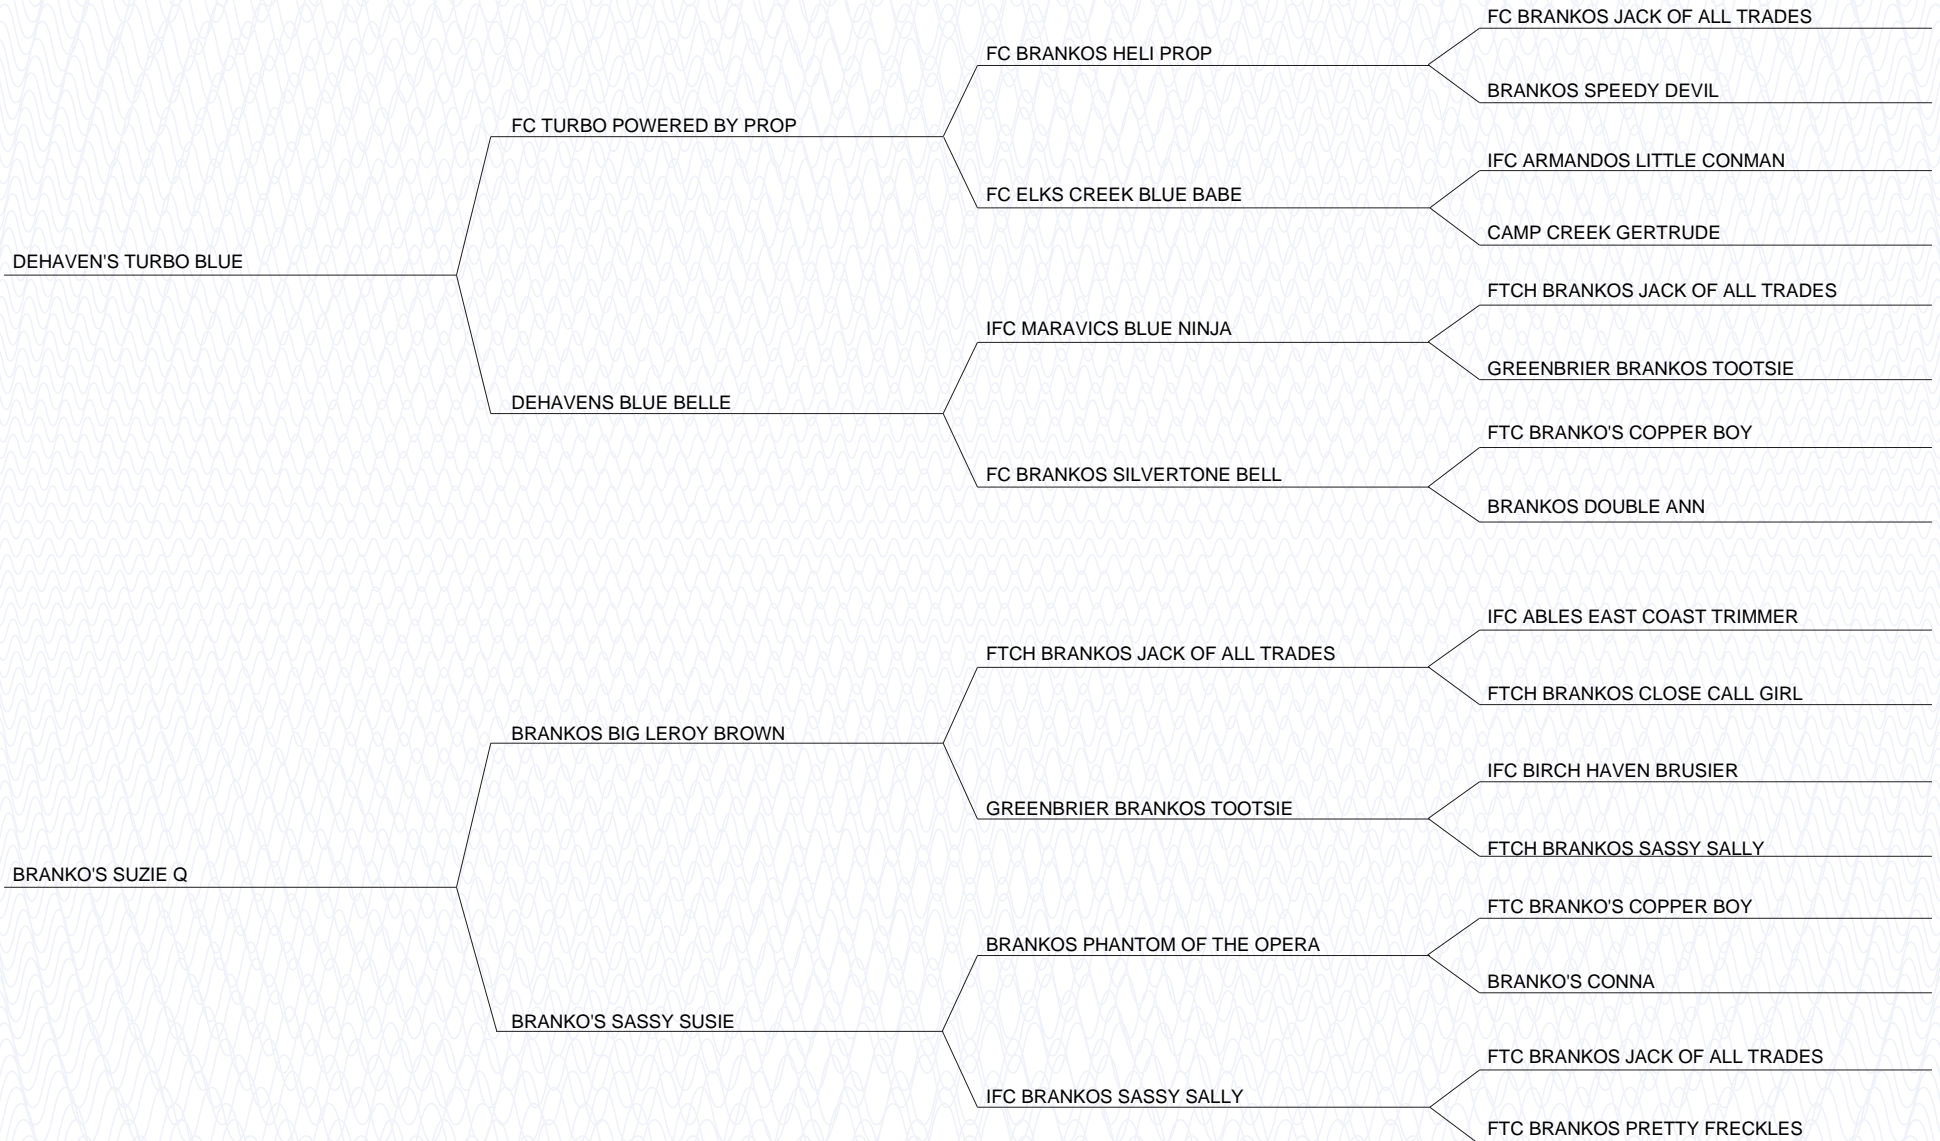 FC BRANKOS JACK OF ALL TRADES
FC BRANKOS HELI PROP
BRANKOS SPEEDY DEVIL
FC TURBO POWERED BY PROP
IFC ARMANDOS LITTLE CONMAN
FC ELKS CREEK BLUE BABE
CAMP CREEK GERTRUDE
DEHAVEN'S TURBO BLUE
FTCH BRANKOS JACK OF ALL TRADES
IFC MARAVICS BLUE NINJA
GREENBRIER BRANKOS TOOTSIE
DEHAVENS BLUE BELLE
FTC BRANKO'S COPPER BOY
FC BRANKOS SILVERTONE BELL
BRANKOS DOUBLE ANN
IFC ABLES EAST COAST TRIMMER
FTCH BRANKOS JACK OF ALL TRADES
FTCH BRANKOS CLOSE CALL GIRL
BRANKOS BIG LEROY BROWN
IFC BIRCH HAVEN BRUSIER
GREENBRIER BRANKOS TOOTSIE
FTCH BRANKOS SASSY SALLY
BRANKO'S SUZIE Q
FTC BRANKO'S COPPER BOY
BRANKOS PHANTOM OF THE OPERA
BRANKO'S CONNA
BRANKO'S SASSY SUSIE
FTC BRANKOS JACK OF ALL TRADES
IFC BRANKOS SASSY SALLY
FTC BRANKOS PRETTY FRECKLES